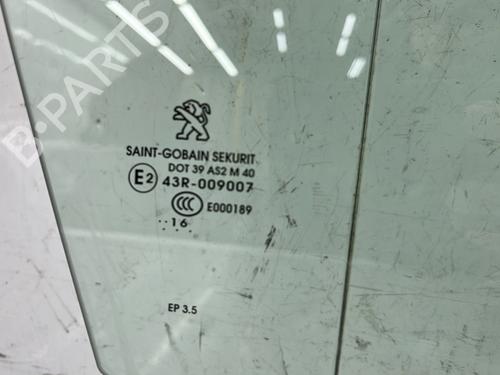 B-PARTS
SAINT-GOBAIN SEKURIT
DOT 39 AS2 M 40
E2 43R-009007
CCC E000189
..16...
EP 3.5